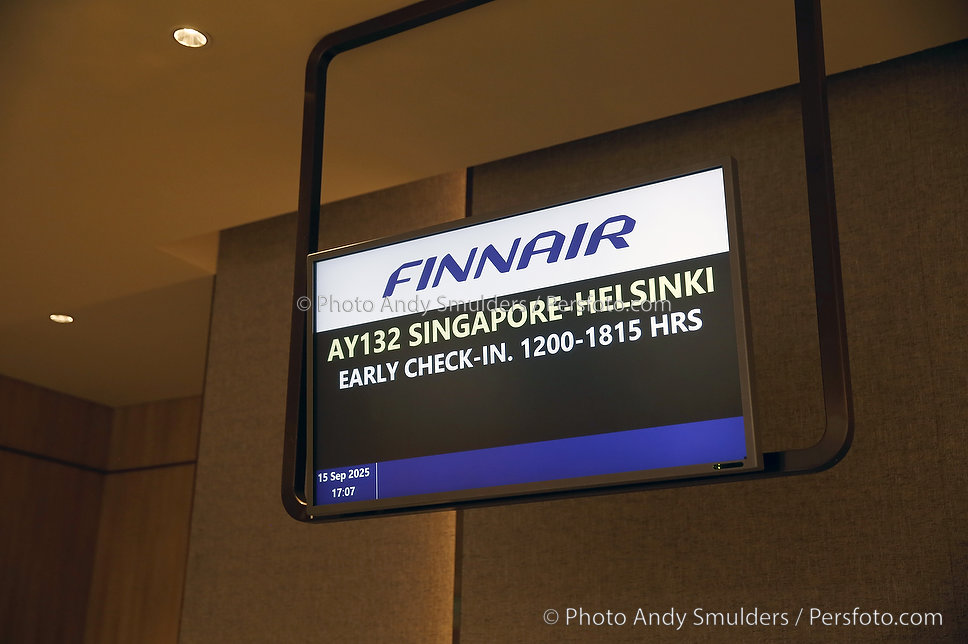 FINNAIR
© Photo Andy Smulders / Persfoto.com
AY132 SINGAPORE-HELSINKI
EARLY CHECK-IN. 1200-1815 HRS
15 Sep 2025
17:07
© Photo Andy Smulders / Persfoto.com